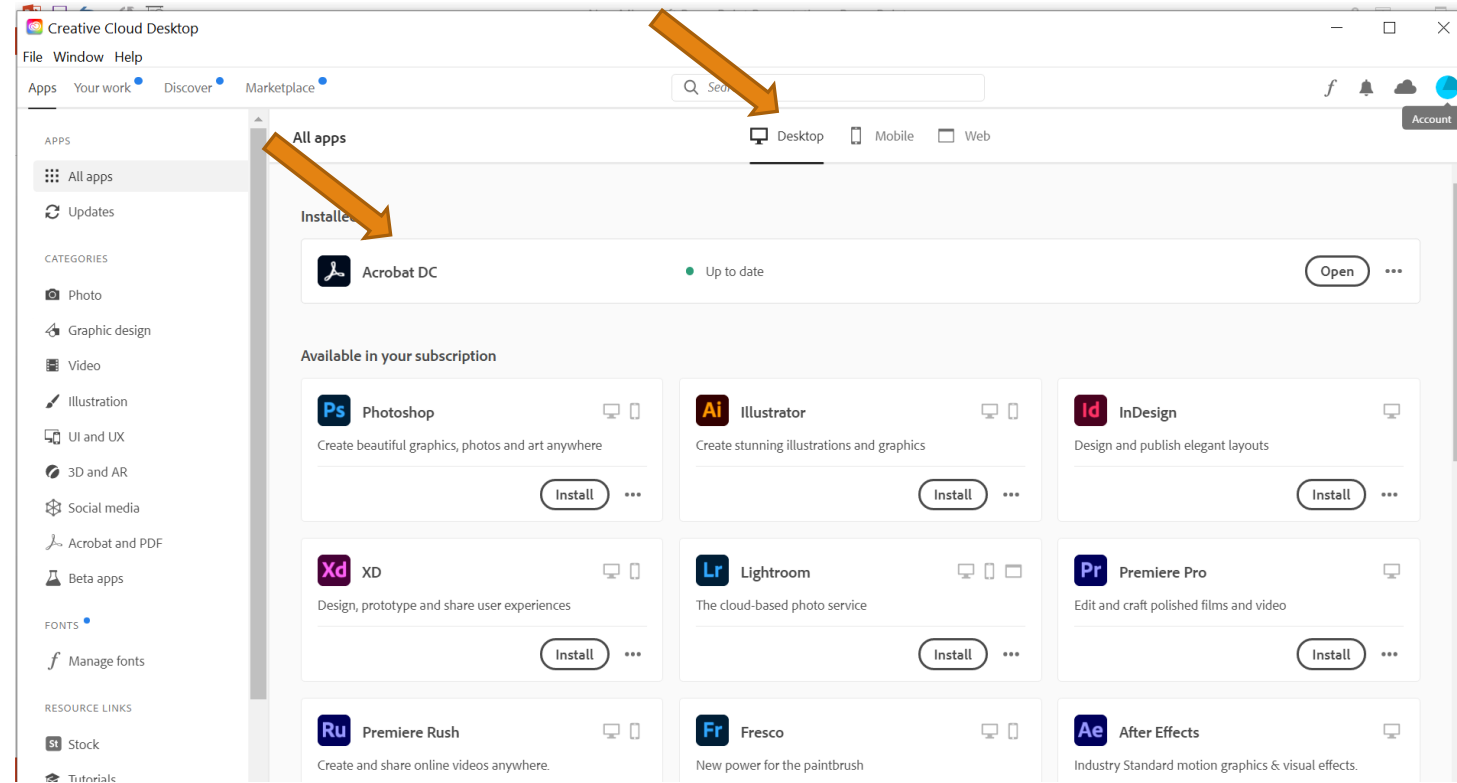 Creative Cloud Desktop
File Window Help
Apps Your work Discover Marketplace
Account
APPS
All apps
Updates
CATEGORIES
Photo
Graphic design
Video
Illustration
UI and UX
3D and AR
Social media
Acrobat and PDF
Beta apps
FONTS
Manage fonts
RESOURCE LINKS
St Stock
Tutorials
All apps
Desktop Mobile Web
Acrobat DC Up to date Open
Available in your subscription
Ps Photoshop
Create beautiful graphics, photos and art anywhere
Install
Ai Illustrator
Create stunning illustrations and graphics
Install
Id InDesign
Design and publish elegant layouts
Install
Xd XD
Design, prototype and share user experiences
Install
Lr Lightroom
The cloud-based photo service
Install
Pr Premiere Pro
Edit and craft polished films and video
Install
Ru Premiere Rush
Create and share online videos anywhere.
Fr Fresco
New power for the paintbrush
Ae After Effects
Industry Standard motion graphics & visual effects.